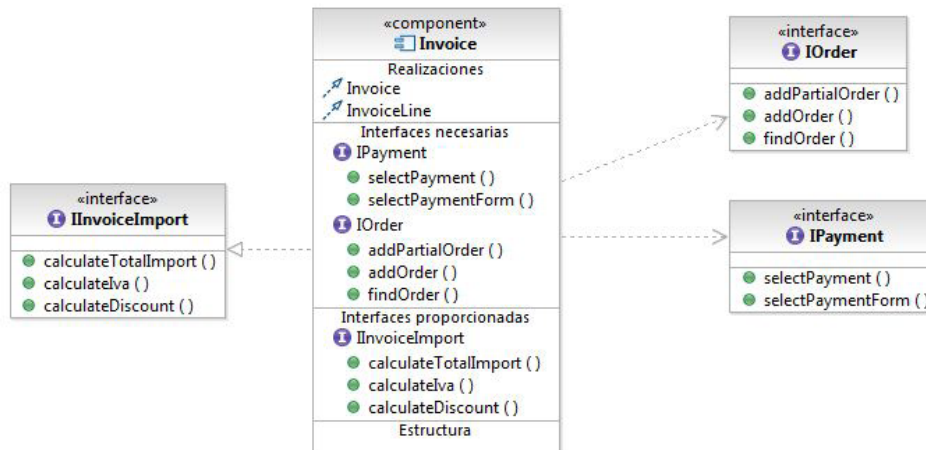 «interface»
IInvoiceImport
calculateTotalImport ( )
calculateIva ( )
calculateDiscount ( )
«component»
Invoice
Realizaciones
Invoice
InvoiceLine
Interfaces necesarias
IPayment
selectPayment ( )
selectPaymentForm ( )
IOrder
addPartialOrder ( )
addOrder ( )
findOrder ( )
Interfaces proporcionadas
IInvoiceImport
calculateTotalImport ( )
calculateIva ( )
calculateDiscount ( )
Estructura
«interface»
IOrder
addPartialOrder ( )
addOrder ( )
findOrder ( )
«interface»
IPayment
selectPayment ( )
selectPaymentForm ( )